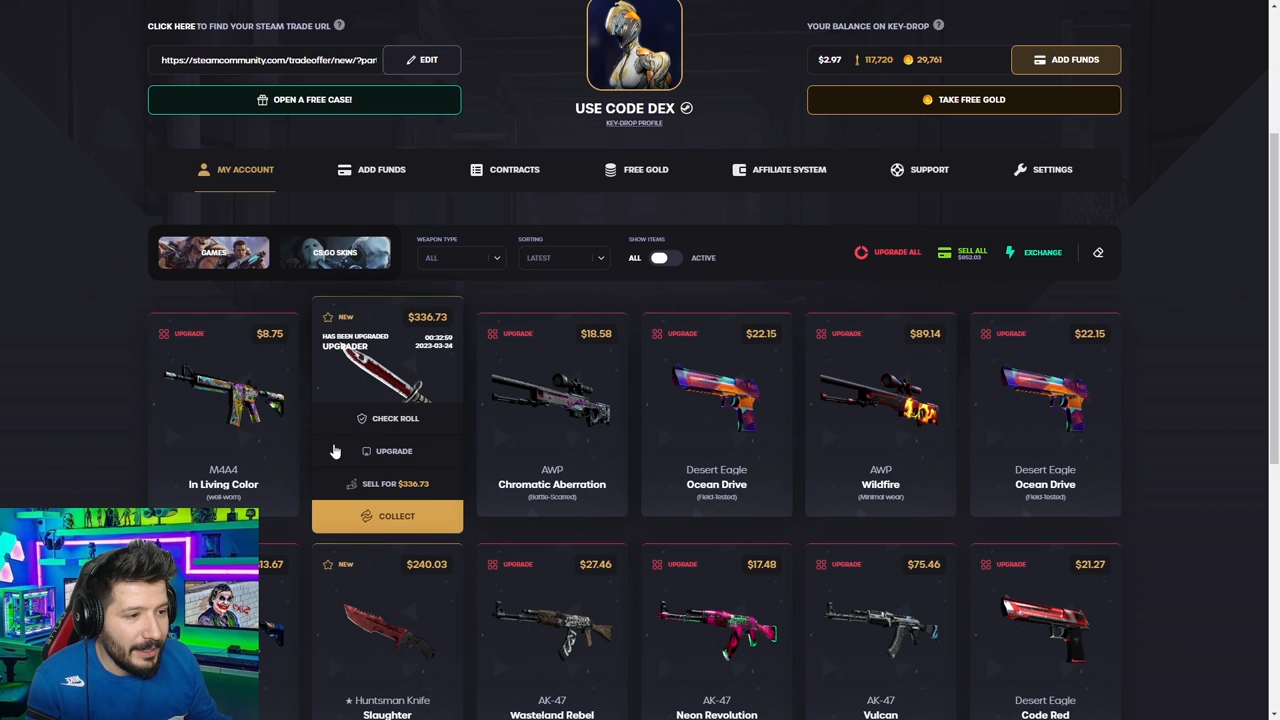 CLICK HERE TO FIND YOUR STEAM TRADE URL ?
https://steamcommunity.com/tradeoffer/new/?par
EDIT
OPEN A FREE CASE!
USE CODE DEX
KEY-DROP PROFILE
YOUR BALANCE ON KEY-DROP ?
$2.97 117,720 29,761
ADD FUNDS
TAKE FREE GOLD
MY ACCOUNT ADD FUNDS CONTRACTS FREE GOLD AFFILIATE SYSTEM SUPPORT SETTINGS
GAMES CS:GO SKINS
WEAPON TYPE
ALL
SORTING
LATEST
SHOW ITEMS
ALL ACTIVE
UPGRADE ALL
SELL ALL
$852.03
EXCHANGE
UPGRADE $8.75
M4A4
In Living Color
(well-worn)
NEW $336.73
HAS BEEN UPGRADED 00:32:59
UPGRADER 2023-03-24
CHECK ROLL
UPGRADE
SELL FOR $336.73
COLLECT
UPGRADE $18.58
AWP
Chromatic Aberration
(Battle-Scarred)
UPGRADE $22.15
Desert Eagle
Ocean Drive
(Field-Tested)
UPGRADE $89.14
AWP
Wildfire
(Minimal wear)
UPGRADE $22.15
Desert Eagle
Ocean Drive
(Field-Tested)
13.67
NEW $240.03
★ Huntsman Knife
Slaughter
UPGRADE $27.46
AK-47
Wasteland Rebel
UPGRADE $17.48
AK-47
Neon Revolution
UPGRADE $75.46
AK-47
Vulcan
UPGRADE $21.27
Desert Eagle
Code Red